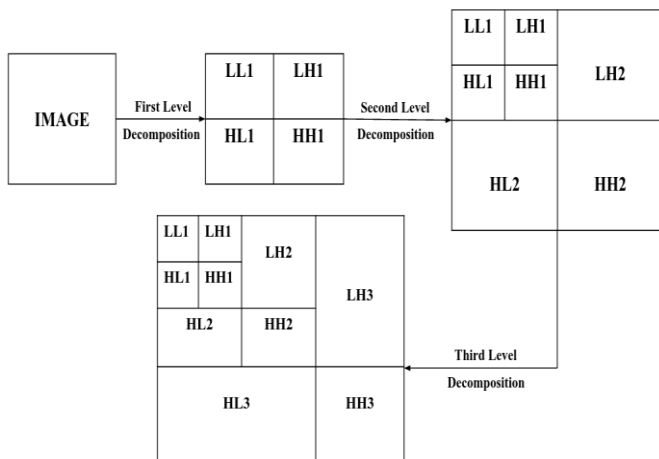 IMAGE
First Level
Decomposition
LL1 LH1
HL1 HH1
Second Level
Decomposition
LL1 LH1
HL1 HH1
LH2
HL2 HH2
Third Level
Decomposition
LL1 LH1
HL1 HH1
LH2
HL2 HH2
LH3
HL3 HH3